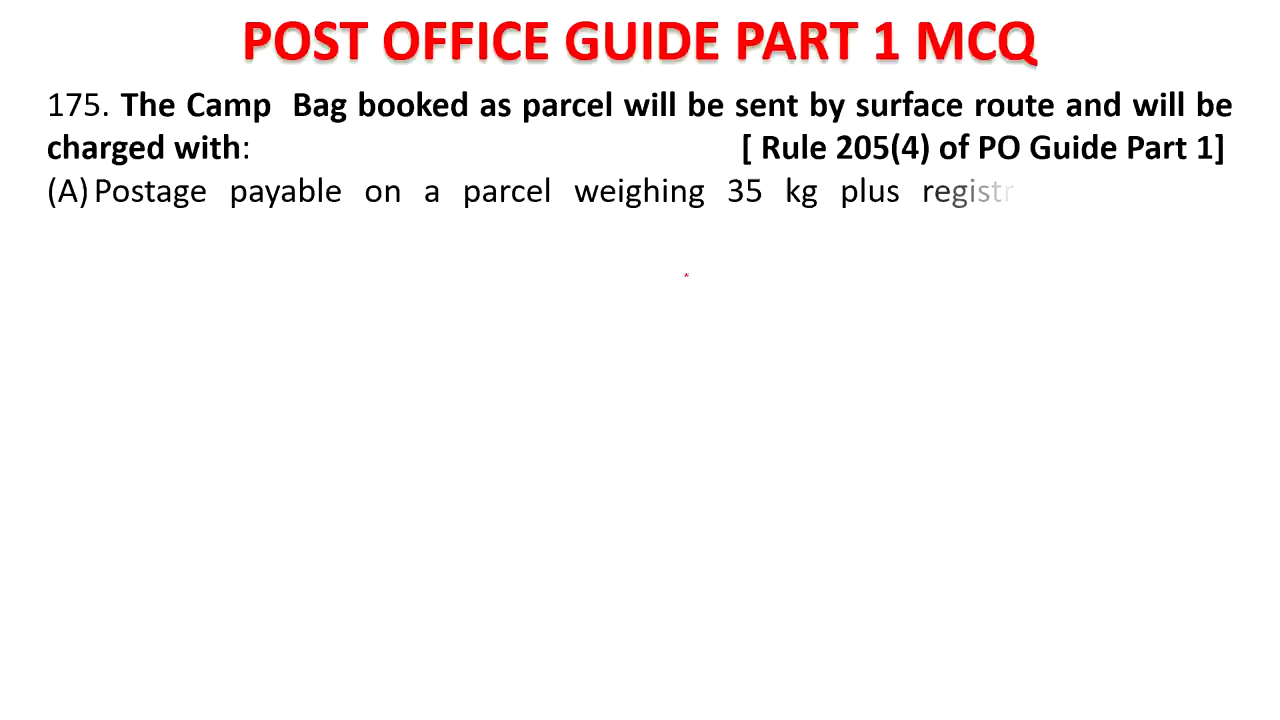 POST OFFICE GUIDE PART 1 MCQ
175. The Camp Bag booked as parcel will be sent by surface route and will be
charged with: [ Rule 205(4) of PO Guide Part 1]
(A) Postage payable on a parcel weighing 35 kg plus registr